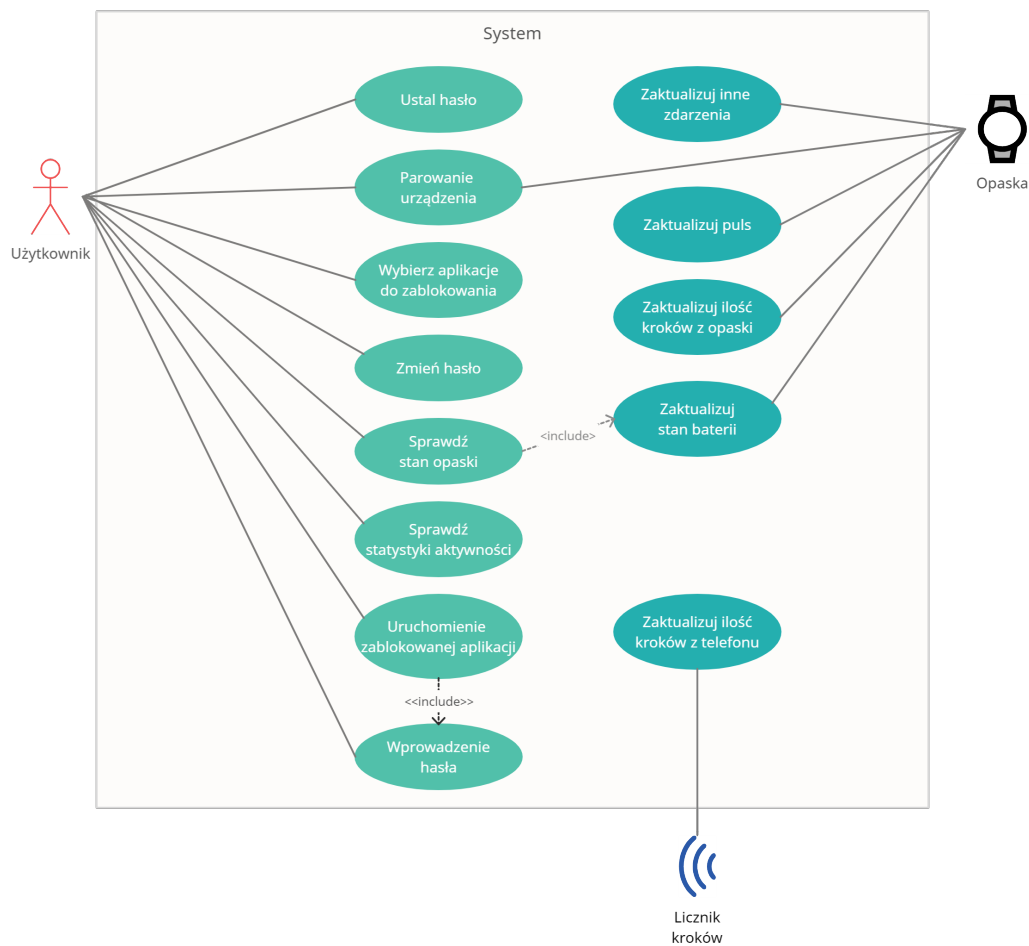 System
Ustal hasło
Zaktualizuj inne
zdarzenia
Parowanie
urządzenia
Opaska
Użytkownik
Zaktualizuj puls
Wybierz aplikacje
do zablokowania
Zaktualizuj ilość
kroków z opaski
Zmień hasło
Zaktualizuj
stan baterii
<include>
Sprawdź
stan opaski
Sprawdź
statystyki aktywności
Uruchomienie
zablokowanej aplikacji
Zaktualizuj ilość
kroków z telefonu
<<include>>
Wprowadzenie
hasła
Licznik
kroków